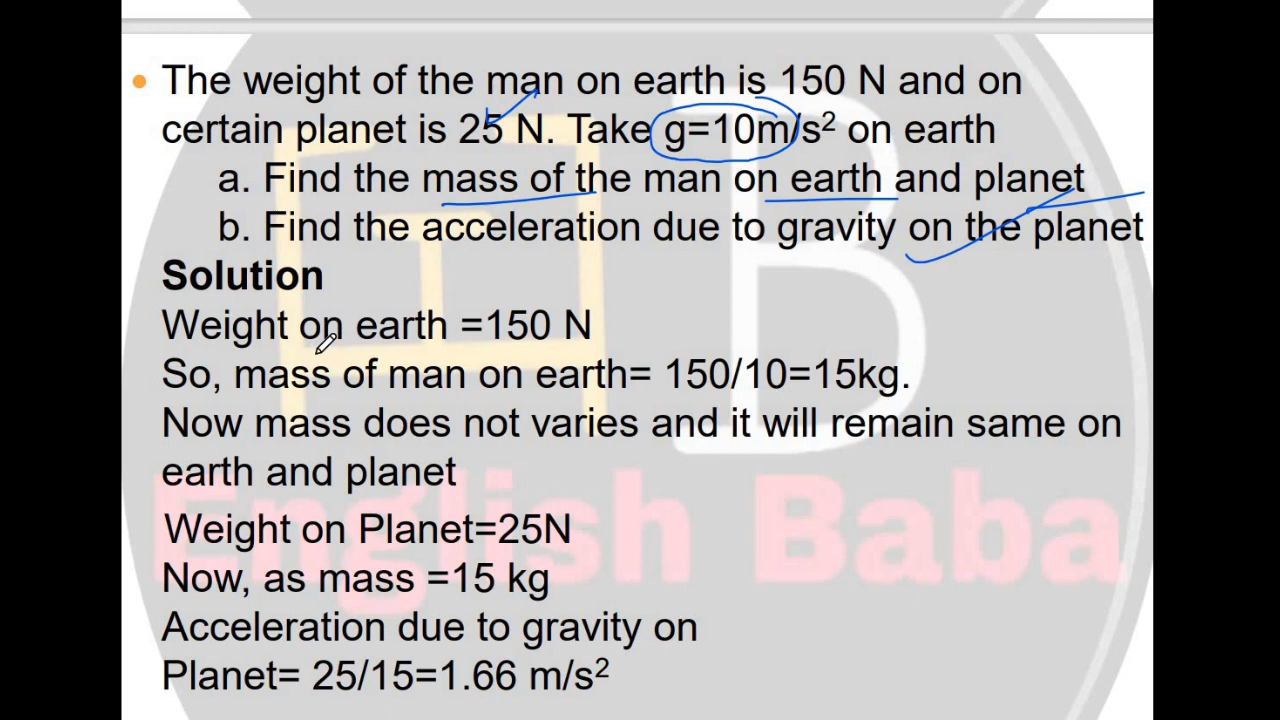 The weight of the man on earth is 150 N and on
certain planet is 25 N. Take g=10m/s² on earth
a. Find the mass of the man on earth and planet
b. Find the acceleration due to gravity on the planet
Solution
Weight on earth =150 N
So, mass of man on earth= 150/10=15kg.
Now mass does not varies and it will remain same on
earth and planet
Weight on Planet=25N
Now, as mass =15 kg
Acceleration due to gravity on
Planet= 25/15=1.66 m/s²
English Baba